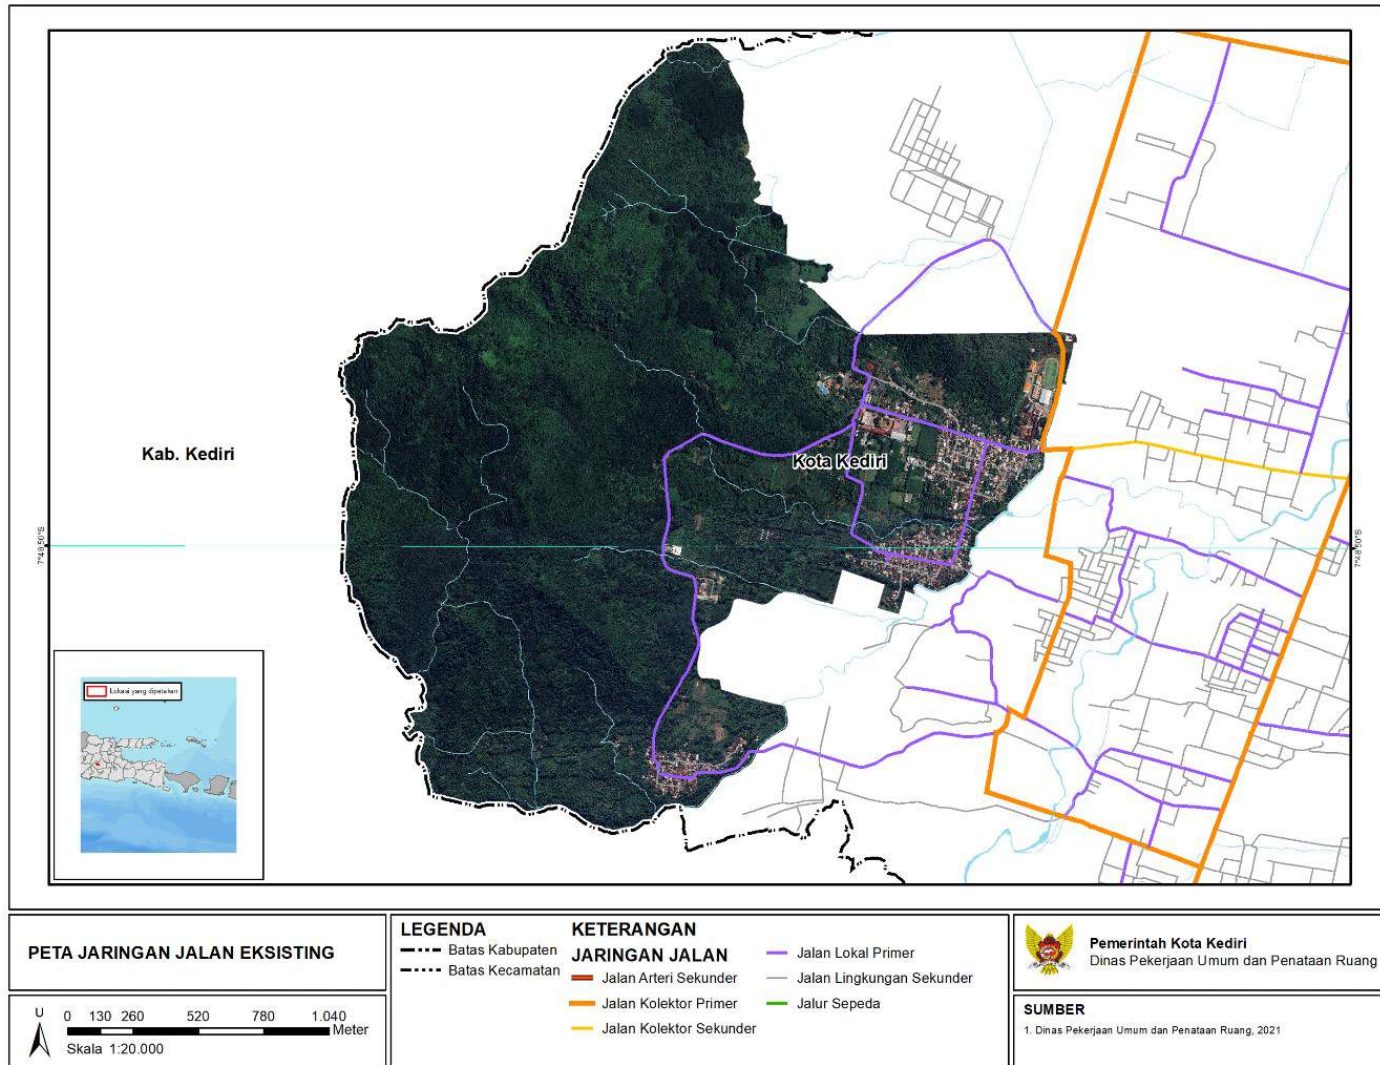 Kab. Kediri
Kota Kediri
7°48'50"S
7°48'50"S
Lokasi yang dipetakan
PETA JARINGAN JALAN EKSISTING
U
0 130 260 520 780 1.040
Meter
Skala 1:20.000
LEGENDA
Batas Kabupaten
Batas Kecamatan
KETERANGAN
JARINGAN JALAN
Jalan Arteri Sekunder
Jalan Kolektor Primer
Jalan Kolektor Sekunder
Jalan Lokal Primer
Jalan Lingkungan Sekunder
Jalur Sepeda
Pemerintah Kota Kediri
Dinas Pekerjaan Umum dan Penataan Ruang
SUMBER
1. Dinas Pekerjaan Umum dan Penataan Ruang, 2021